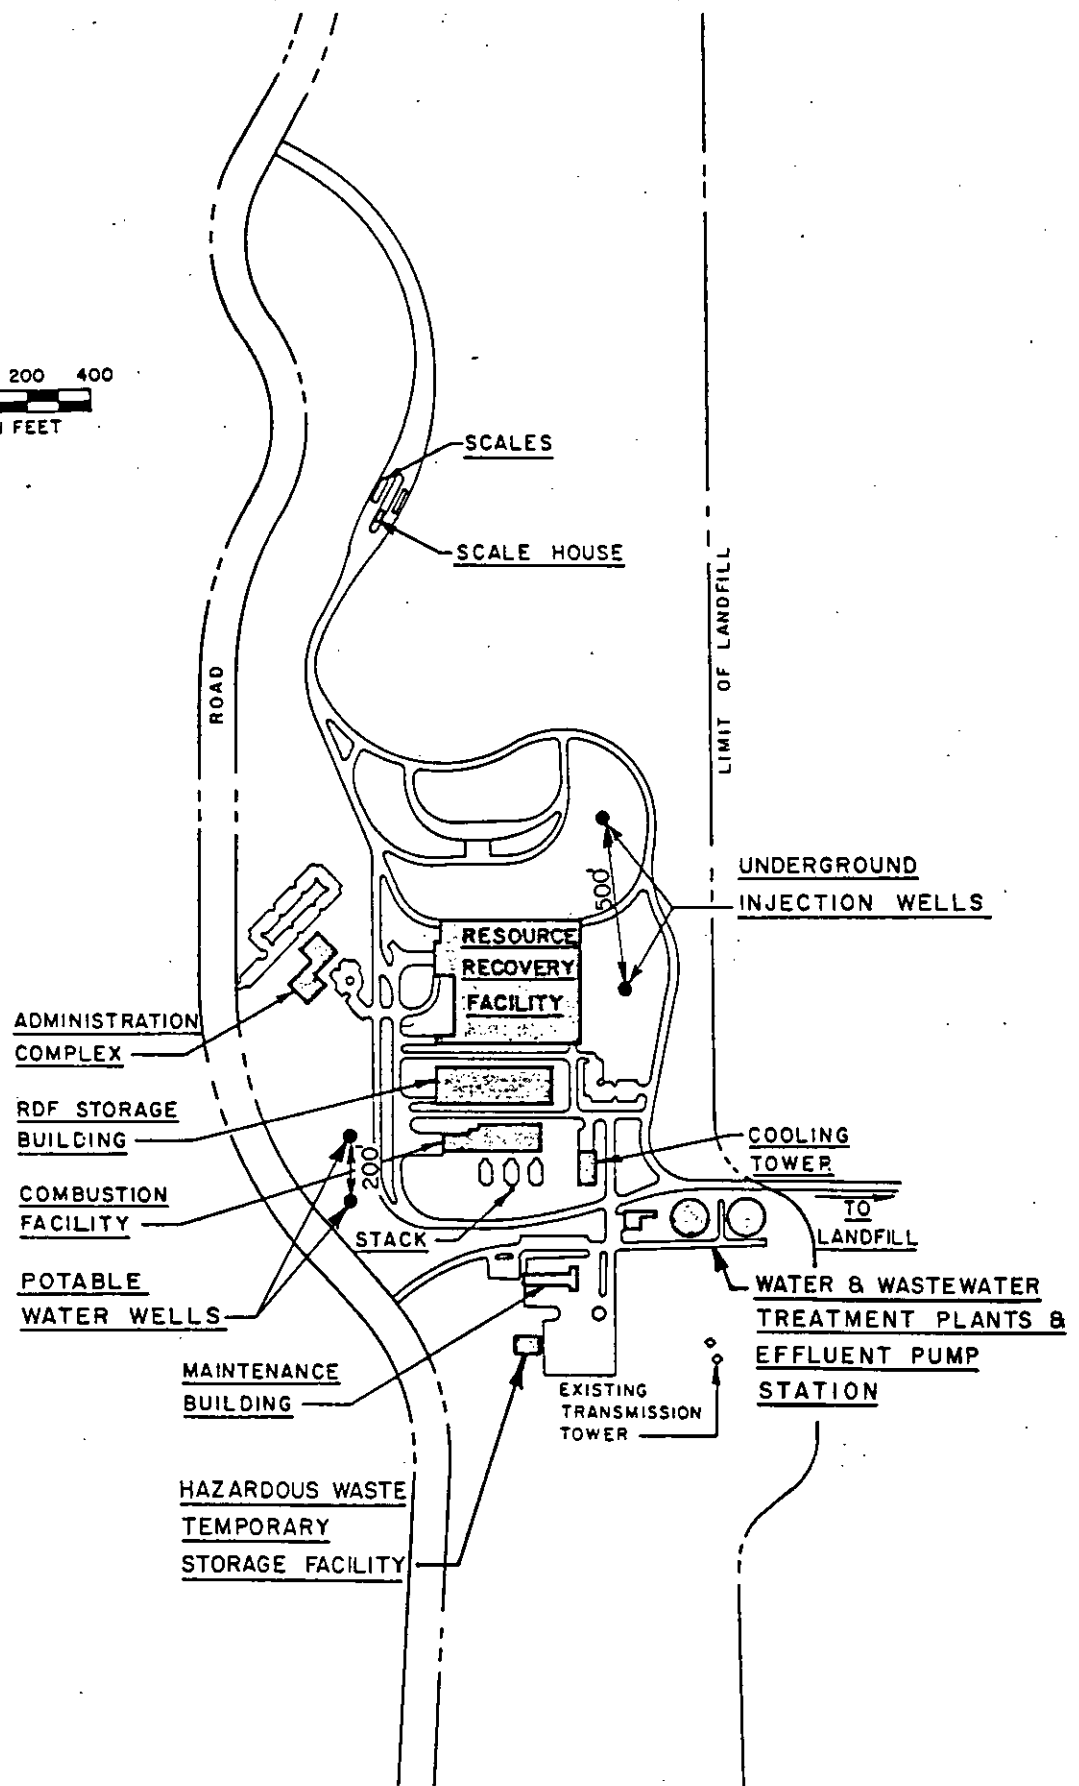 200 400
FEET
SCALES
SCALE HOUSE
ROAD
LIMIT OF LANDFILL
UNDERGROUND
INJECTION WELLS
500'
RESOURCE
RECOVERY
FACILITY
ADMINISTRATION
COMPLEX
RDF STORAGE
BUILDING
COOLING
TOWER
200'
COMBUSTION
FACILITY
STACK
TO
LANDFILL
POTABLE
WATER WELLS
WATER & WASTEWATER
TREATMENT PLANTS &
EFFLUENT PUMP
STATION
MAINTENANCE
BUILDING
EXISTING
TRANSMISSION
TOWER
HAZARDOUS WASTE
TEMPORARY
STORAGE FACILITY